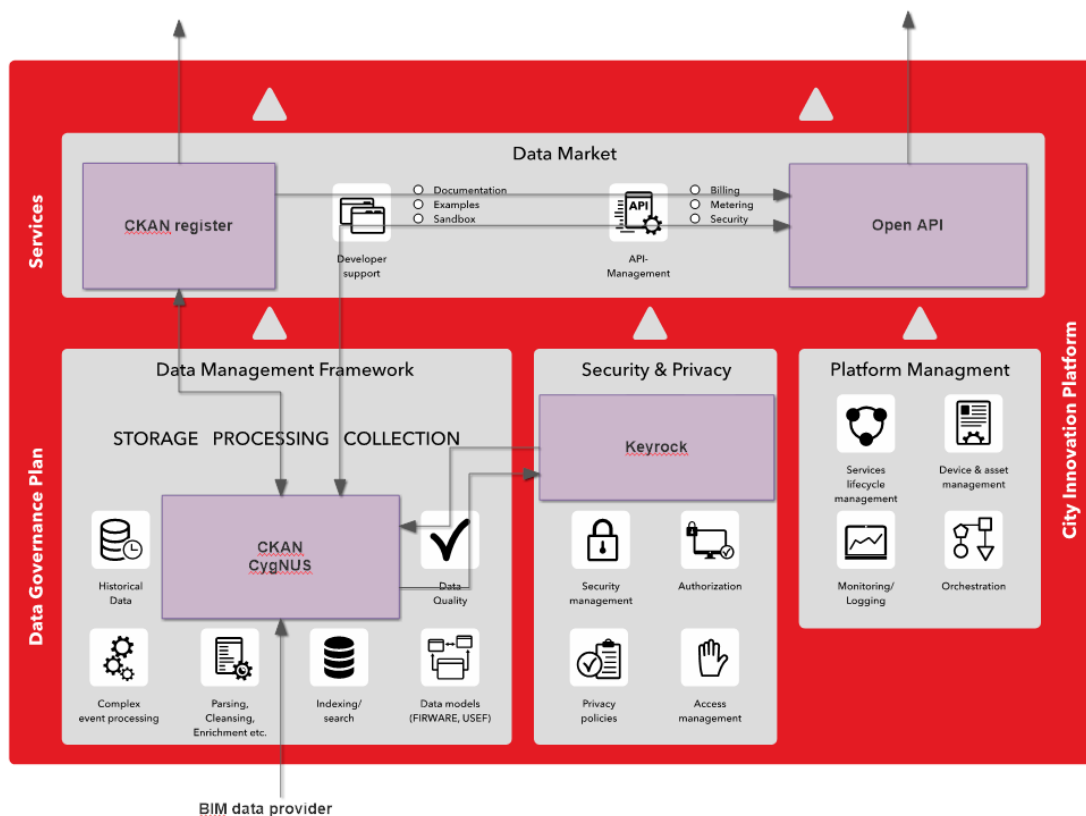 Services
Data Market
CKAN register
Developer
support
Documentation
Examples
Sandbox
API
API-
Management
Billing
Metering
Security
Open API
City Innovation Platform
Data Governance Plan
Data Management Framework
STORAGE PROCESSING COLLECTION
CKAN
CygNUS
Historical
Data
Data
Quality
Complex
event processing
Parsing,
Cleansing,
Enrichment etc.
Indexing/
search
Data models
(FIRWARE, USEF)
Security & Privacy
Keyrock
Security
management
Authorization
Privacy
policies
Access
management
Platform Managment
Services
lifecycle
management
Device & asset
management
Monitoring/
Logging
Orchestration
BIM data provider